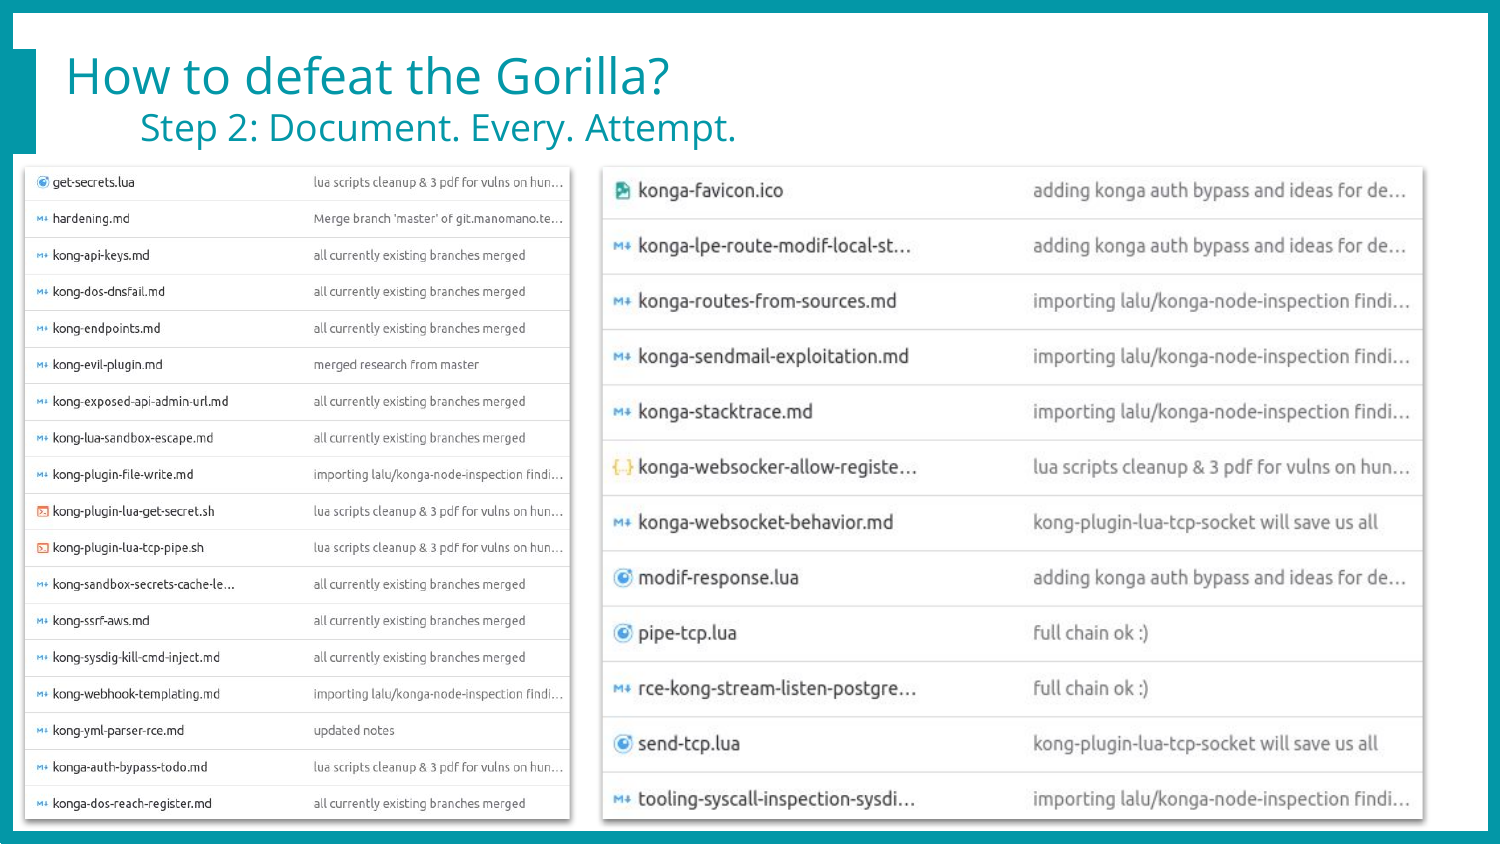 How to defeat the Gorilla?
Step 2: Document. Every. Attempt.
get-secrets.lua lua scripts cleanup & 3 pdf for vulns on hun...
hardening.md Merge branch 'master' of git.manomano.te...
kong-api-keys.md all currently existing branches merged
kong-dos-dnsfail.md all currently existing branches merged
kong-endpoints.md all currently existing branches merged
kong-evil-plugin.md merged research from master
kong-exposed-api-admin-url.md all currently existing branches merged
kong-lua-sandbox-escape.md all currently existing branches merged
kong-plugin-file-write.md importing lalu/konga-node-inspection findi...
kong-plugin-lua-get-secret.sh lua scripts cleanup & 3 pdf for vulns on hun...
kong-plugin-lua-tcp-pipe.sh lua scripts cleanup & 3 pdf for vulns on hun...
kong-sandbox-secrets-cache-le... all currently existing branches merged
kong-ssrf-aws.md all currently existing branches merged
kong-sysdig-kill-cmd-inject.md all currently existing branches merged
kong-webhook-templating.md importing lalu/konga-node-inspection findi...
kong-yml-parser-rce.md updated notes
konga-auth-bypass-todo.md lua scripts cleanup & 3 pdf for vulns on hun...
konga-dos-reach-register.md all currently existing branches merged
konga-favicon.ico adding konga auth bypass and ideas for de...
konga-lpe-route-modif-local-st... adding konga auth bypass and ideas for de...
konga-routes-from-sources.md importing lalu/konga-node-inspection findi...
konga-sendmail-exploitation.md importing lalu/konga-node-inspection findi...
konga-stacktrace.md importing lalu/konga-node-inspection findi...
konga-websocker-allow-registe... lua scripts cleanup & 3 pdf for vulns on hun...
konga-websocket-behavior.md kong-plugin-lua-tcp-socket will save us all
modif-response.lua adding konga auth bypass and ideas for de...
pipe-tcp.lua full chain ok :)
rce-kong-stream-listen-postgre... full chain ok :)
send-tcp.lua kong-plugin-lua-tcp-socket will save us all
tooling-syscall-inspection-sysdi... importing lalu/konga-node-inspection findi...